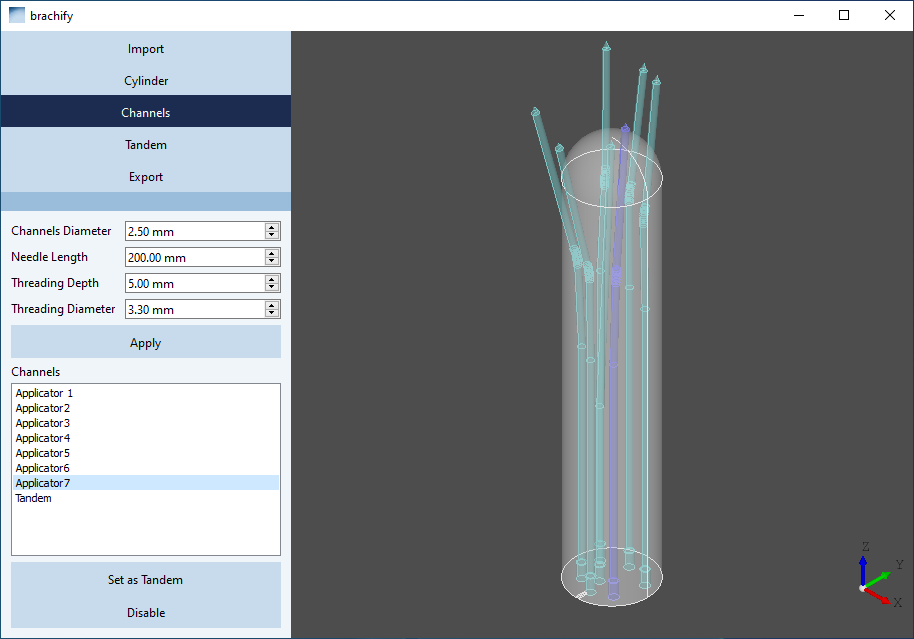 brachify
Import
Cylinder
Channels
Tandem
Export
Channels Diameter 2.50 mm
Needle Length 200.00 mm
Threading Depth 5.00 mm
Threading Diameter 3.30 mm
Apply
Channels
Applicator 1
Applicator2
Applicator3
Applicator4
Applicator5
Applicator6
Applicator7
Tandem
Set as Tandem
Disable
Z
Y
X